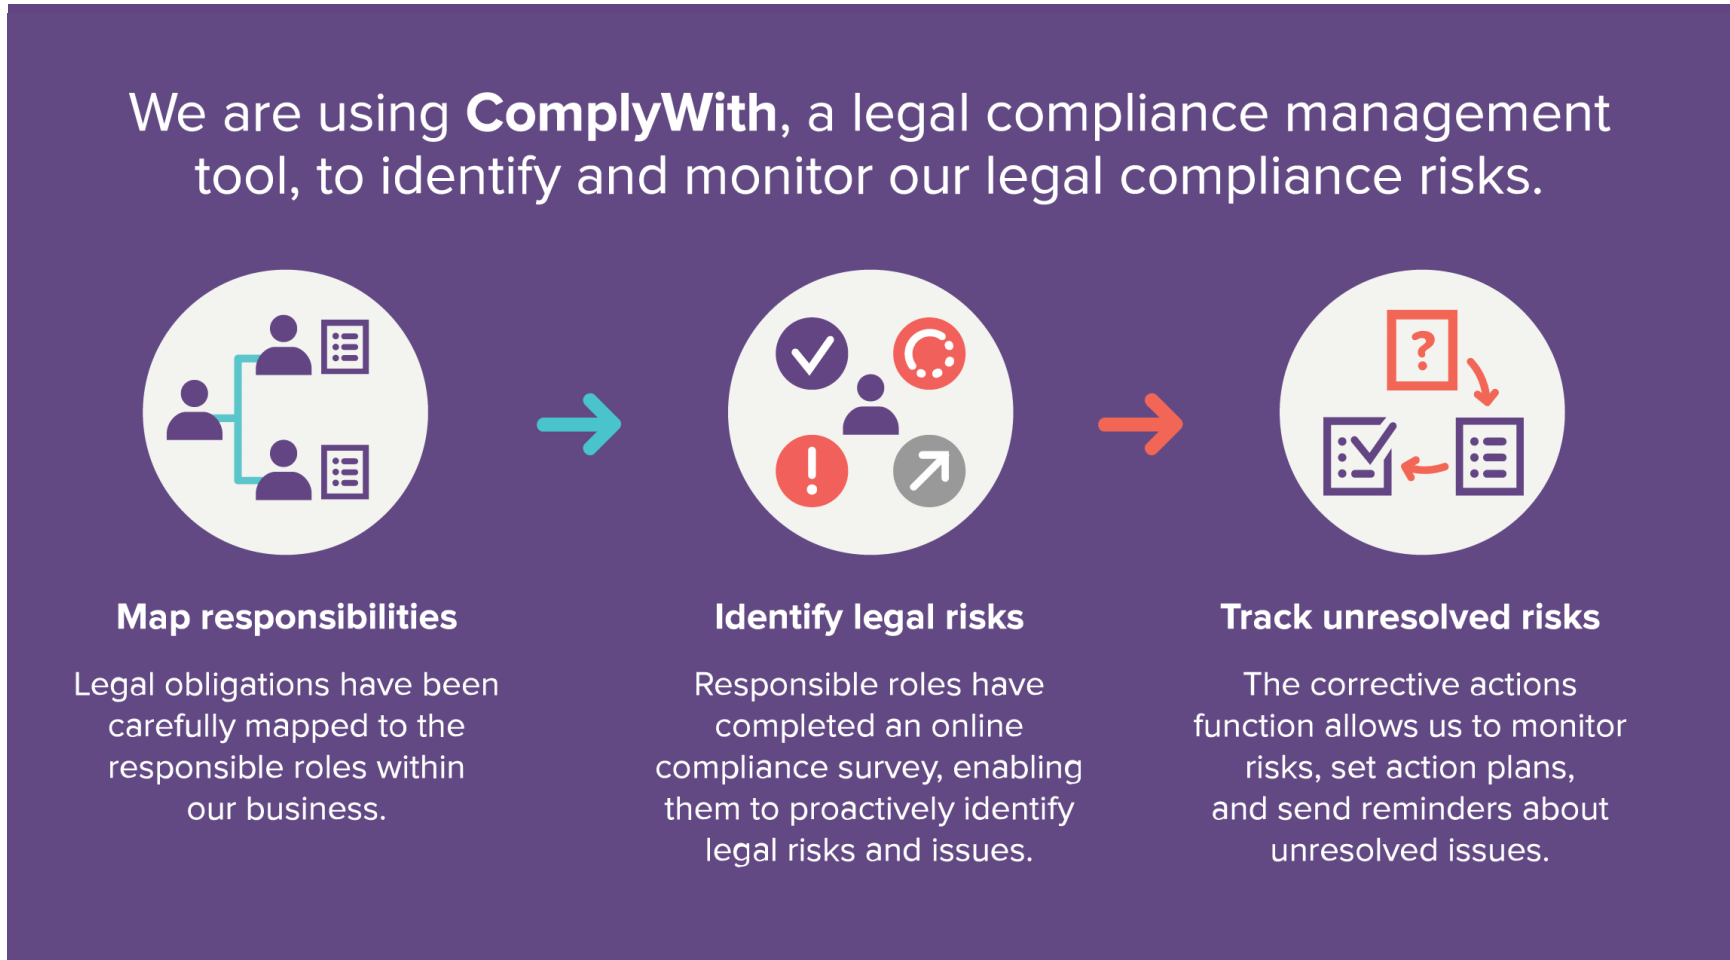 We are using ComplyWith, a legal compliance management
tool, to identify and monitor our legal compliance risks.
?
!
Map responsibilities
Legal obligations have been
carefully mapped to the
responsible roles within
our business.
Identify legal risks
Responsible roles have
completed an online
compliance survey, enabling
them to proactively identify
legal risks and issues.
Track unresolved risks
The corrective actions
function allows us to monitor
risks, set action plans,
and send reminders about
unresolved issues.